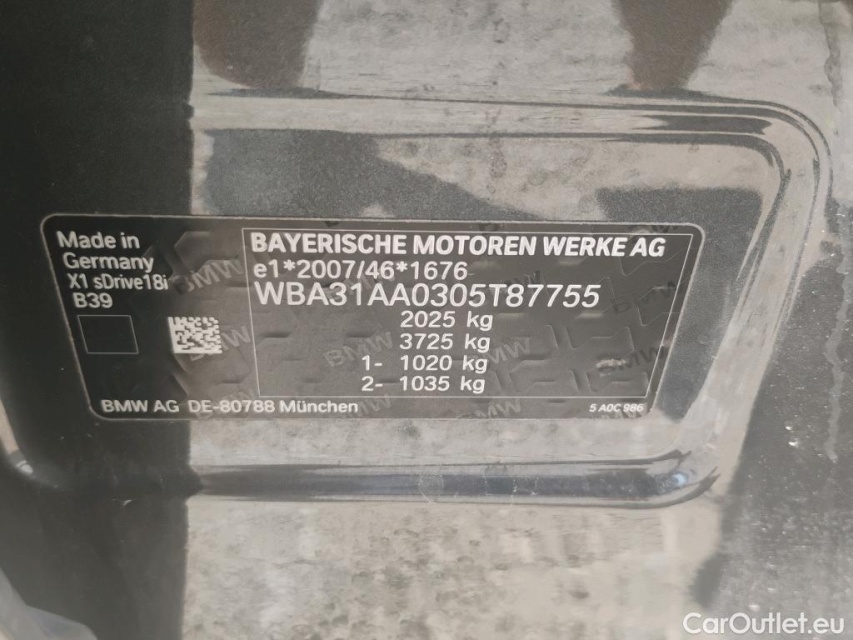 Made in
Germany
X1 sDrive18i
B39
BAYERISCHE MOTOREN WERKE AG
e1*2007/46*1676
WBA31AA0305T87755
2025 kg
3725 kg
1- 1020 kg
2- 1035 kg
BMW AG DE-80788 München
5 A0C 986
CarOutlet.eu